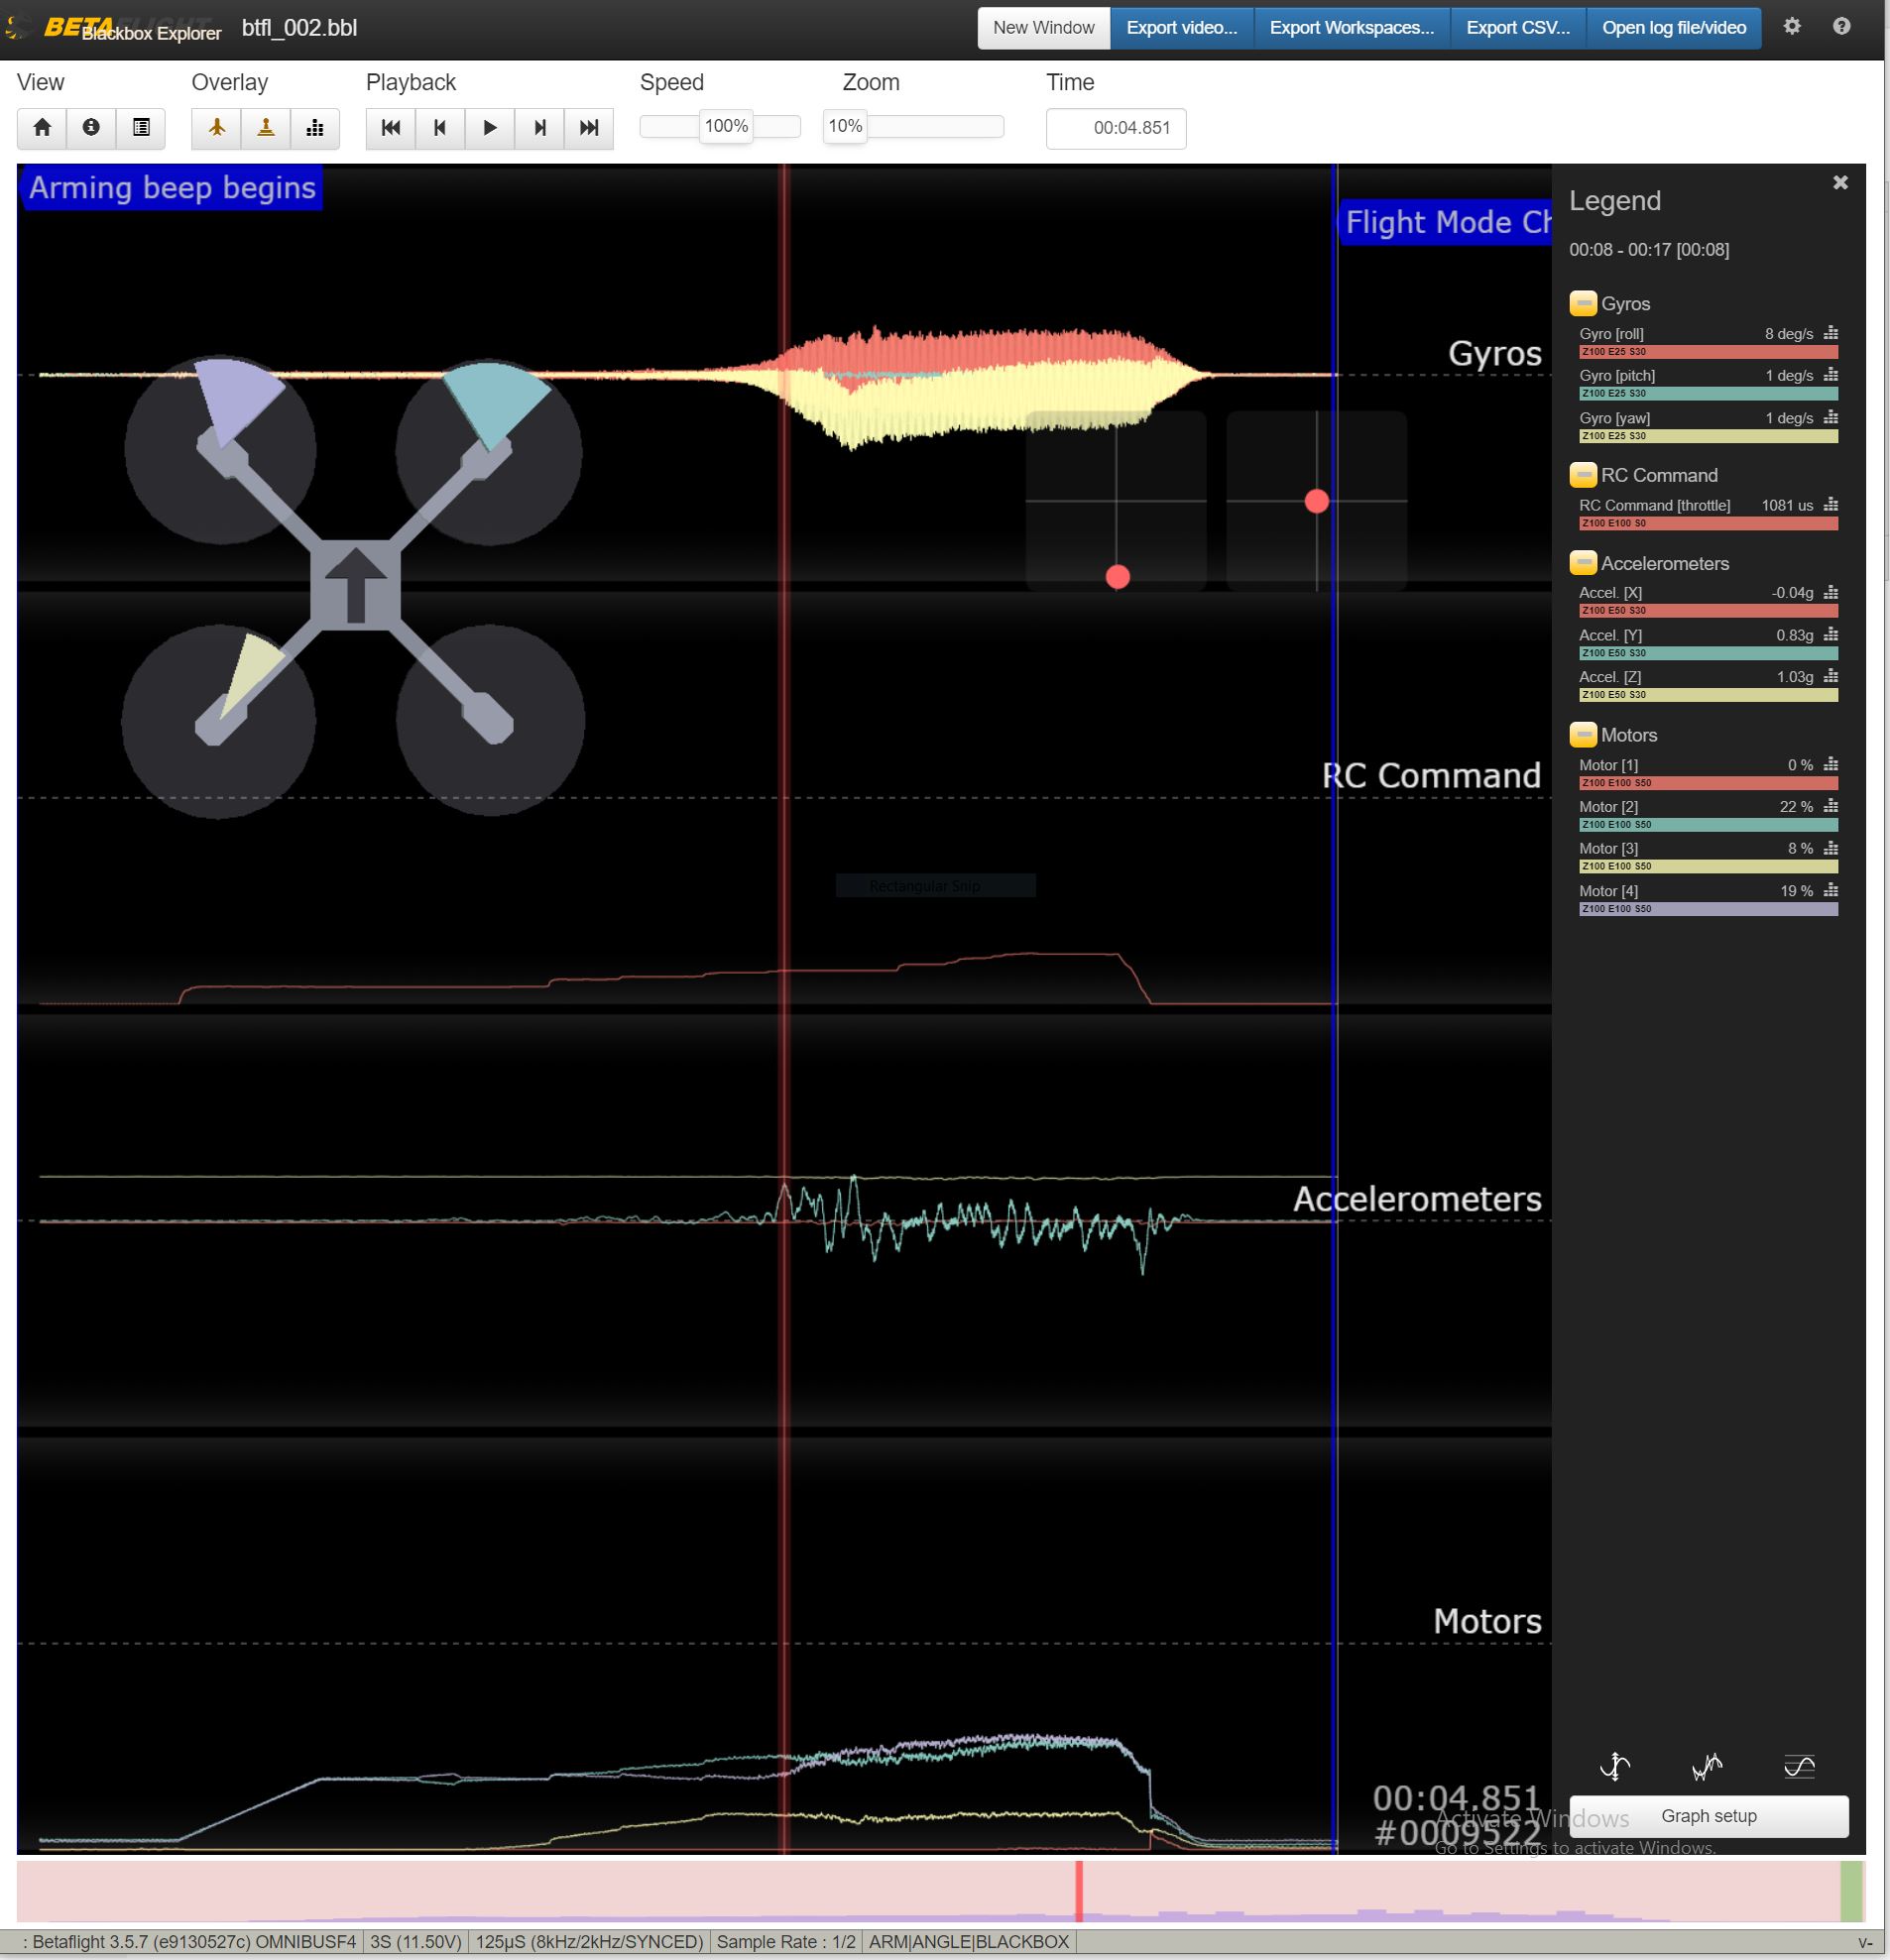 BETAFLIGHT
Blackbox Explorer
btfl_002.bbl
New Window
Export video...
Export Workspaces...
Export CSV...
Open log file/video
View
Overlay
Playback
Speed
Zoom
Time
100%
10%
00:04.851
Arming beep begins
Flight Mode Ch
Gyros
RC Command
Rectangular Snip
Accelerometers
Motors
00:04.851
#0009522
Legend
00:08 - 00:17 [00:08]
Gyros
Gyro [roll] 8 deg/s
Z100 E25 S30
Gyro [pitch] 1 deg/s
Z100 E25 S30
Gyro [yaw] 1 deg/s
Z100 E25 S30
RC Command
RC Command [throttle] 1081 us
Z100 E100 S0
Accelerometers
Accel. [X] -0.04g
Z100 E50 S30
Accel. [Y] 0.83g
Z100 E50 S30
Accel. [Z] 1.03g
Z100 E50 S30
Motors
Motor [1] 0 %
Z100 E100 S50
Motor [2] 22 %
Z100 E100 S50
Motor [3] 8 %
Z100 E100 S50
Motor [4] 19 %
Z100 E100 S50
Graph setup
Activate Windows
Go to Settings to activate Windows.
: Betaflight 3.5.7 (e9130527c) OMNIBUSF4
3S (11.50V)
125µS (8kHz/2kHz/SYNCED)
Sample Rate : 1/2
ARM|ANGLE|BLACKBOX
v-